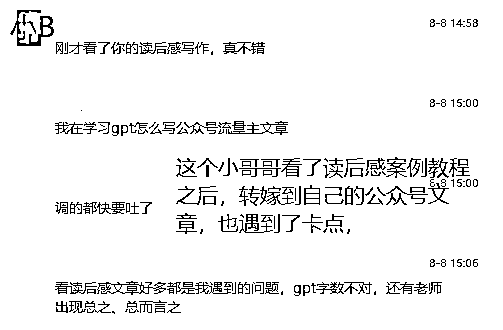 小B
8-8 14:58
刚才看了你的读后感写作，真不错
8-8 15:00
我在学习gpt怎么写公众号流量主文章
这个小哥哥看了读后感案例教程
之后，转嫁到自己的公众号文
章，也遇到了卡点，
8-8 15:00
调的都快要吐了
8-8 15:06
看读后感文章好多都是我遇到的问题，gpt字数不对，还有老师
出现总之、总而言之